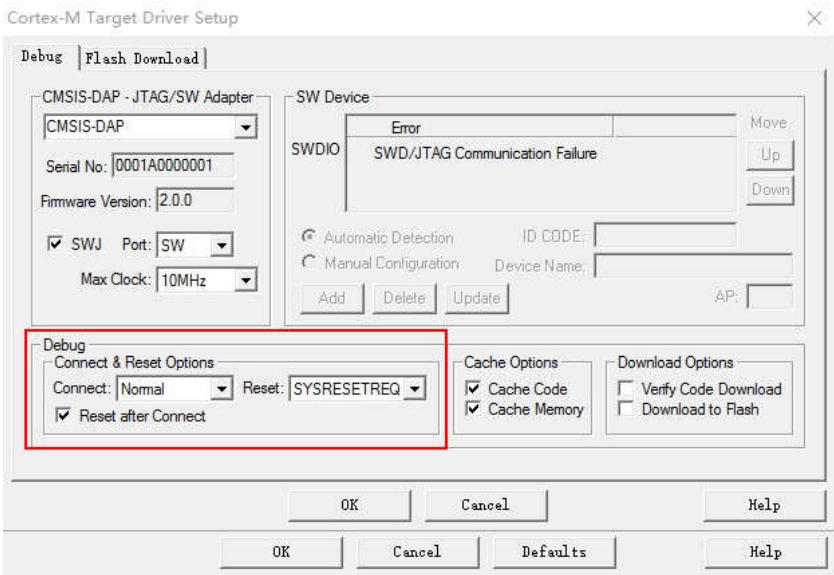 Cortex-M Target Driver Setup
Debug Flash Download
CMSIS-DAP - JTAG/SW Adapter
CMSIS-DAP
Serial No: 0001A0000001
Firmware Version: 2.0.0
SWJ Port: SW
Max Clock: 10MHz
SW Device
Error
SWDIO SWD/JTAG Communication Failure
Move
Up
Down
Automatic Detection ID CODE:
Manual Configuration Device Name:
Add Delete Update AP:
Debug
Connect & Reset Options
Connect: Normal Reset: SYSRESETREQ
Reset after Connect
Cache Options
Cache Code
Cache Memory
Download Options
Verify Code Download
Download to Flash
OK Cancel Help
OK Cancel Defaults Help